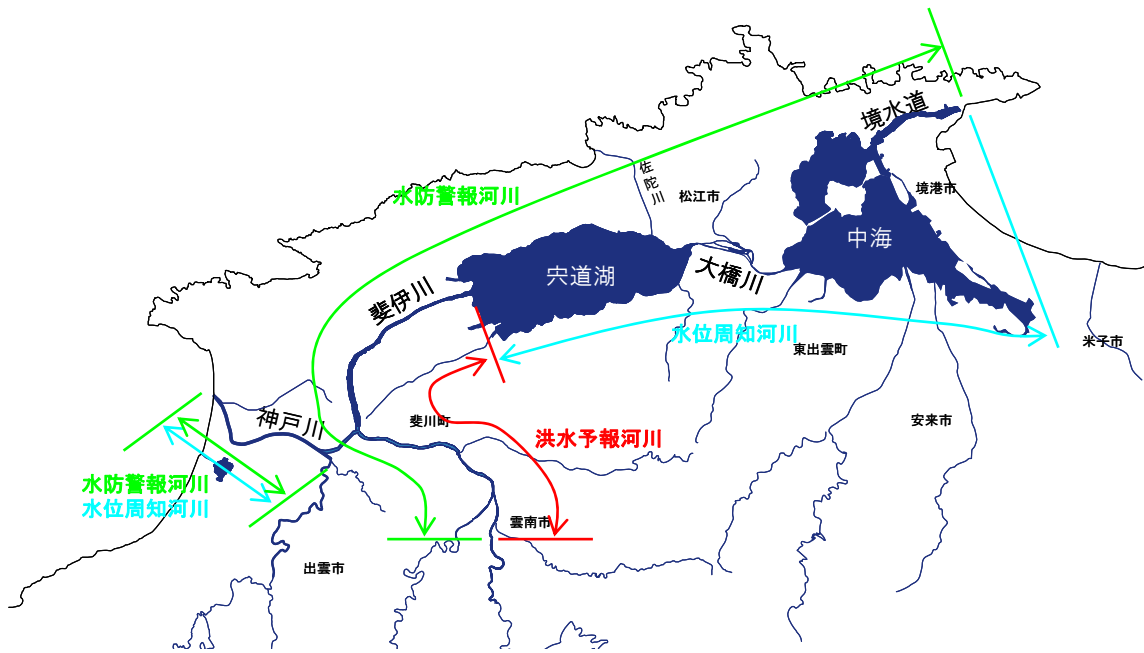 境水道
佐陀川
松江市
境港市
水防警報河川
中海
宍道湖
大橋川
斐伊川
水位周知河川
東出雲町
米子市
神戸川
斐川町
安来市
洪水予報河川
水防警報河川
水位周知河川
雲南市
出雲市